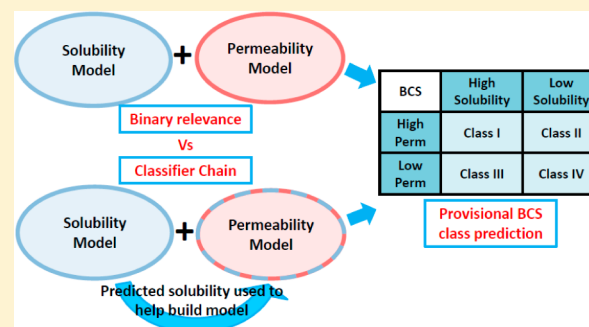 Solubility
Model
+
Permeability
Model
Binary relevance
Vs
Classifier Chain
Solubility
Model
+
Permeability
Model
Predicted solubility used to
help build model
BCS
High
Solubility
Low
Solubility
High
Perm
Class I
Class II
Low
Perm
Class III
Class IV
Provisional BCS
class prediction